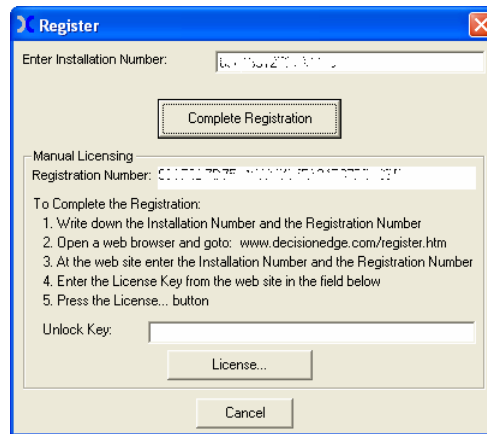 Register
Enter Installation Number:
Complete Registration
Manual Licensing
Registration Number:
To Complete the Registration:
1. Write down the Installation Number and the Registration Number
2. Open a web browser and goto: www.decisionedge.com/register.htm
3. At the web site enter the Installation Number and the Registration Number
4. Enter the License Key from the web site in the field below
5. Press the License... button
Unlock Key:
License...
Cancel